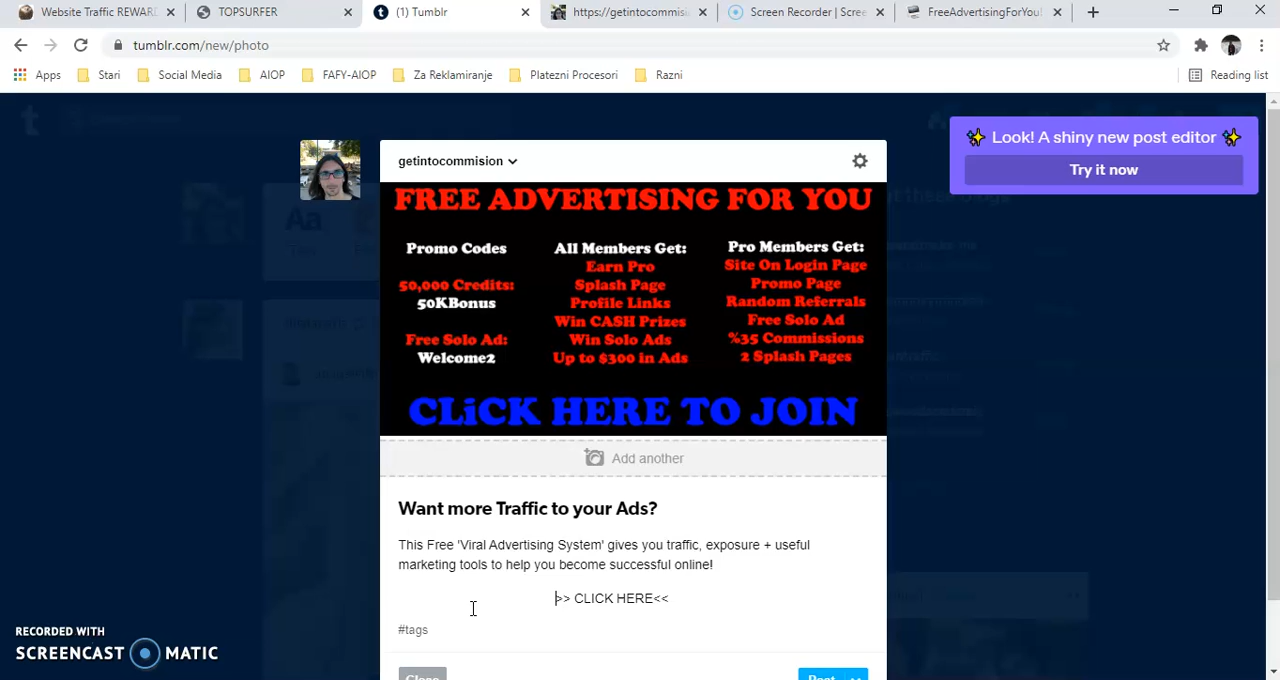 Website Traffic REWARD
TOPSURFER
(1) Tumblr
https://getintocommisi
Screen Recorder | Scree
FreeAdvertisingForYou!
tumblr.com/new/photo
Apps
Stari
Social Media
AIOP
FAFY-AIOP
Za Reklamiranje
Platezni Procesori
Razni
Reading list
Look! A shiny new post editor
Try it now
getintocommision
FREE ADVERTISING FOR YOU
Promo Codes
50,000 Credits:
50KBonus
Free Solo Ad:
Welcome2
All Members Get:
Earn Pro
Splash Page
Profile Links
Win CA$H Prizes
Win Solo Ads
Up to $300 in Ads
Pro Members Get:
Site On Login Page
Promo Page
Random Referrals
Free Solo Ad
%35 Commissions
2 Splash Pages
CLiCK HERE TO JOIN
Add another
Want more Traffic to your Ads?
This Free 'Viral Advertising System' gives you traffic, exposure + useful
marketing tools to help you become successful online!
>> CLICK HERE<<
#tags
Close
Post
RECORDED WITH
SCREENCAST MATIC